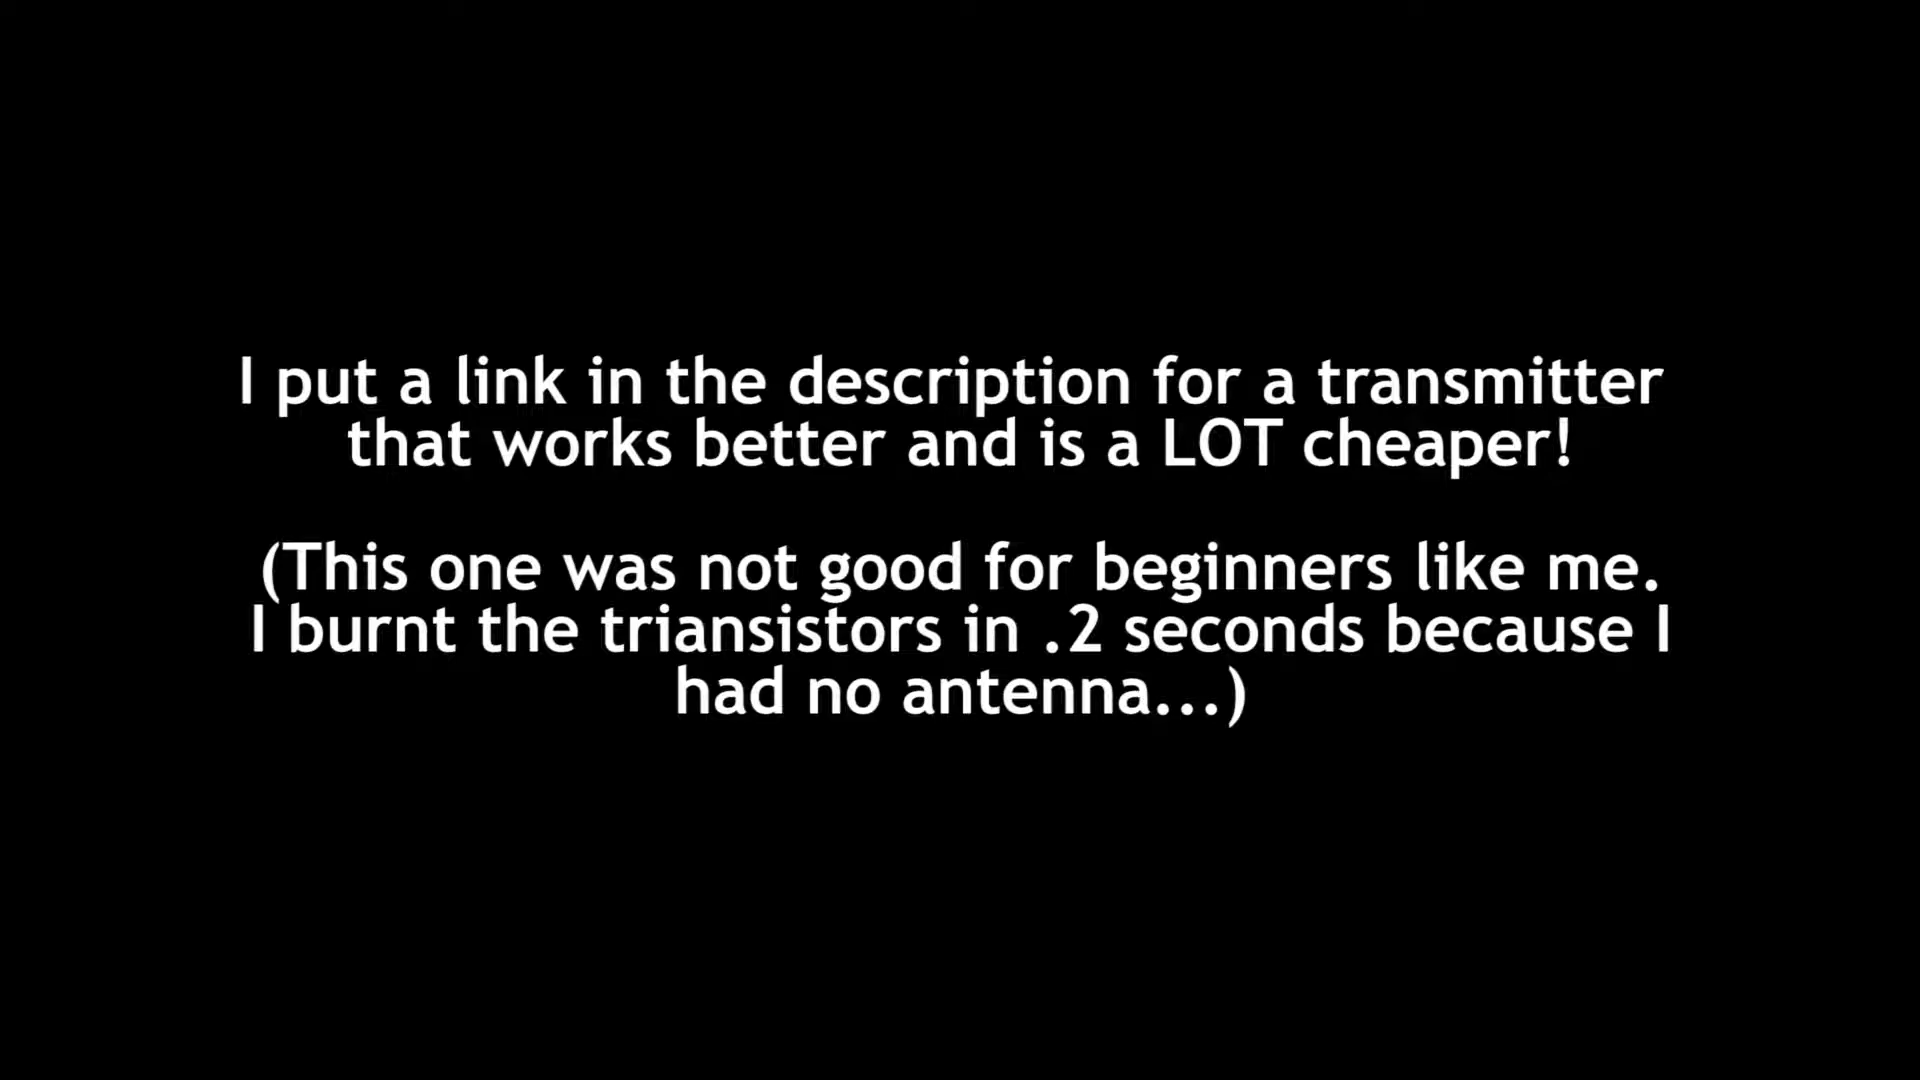 I put a link in the description for a transmitter
that works better and is a LOT cheaper!
(This one was not good for beginners like me.
I burnt the triansistors in .2 seconds because I
had no antenna...)